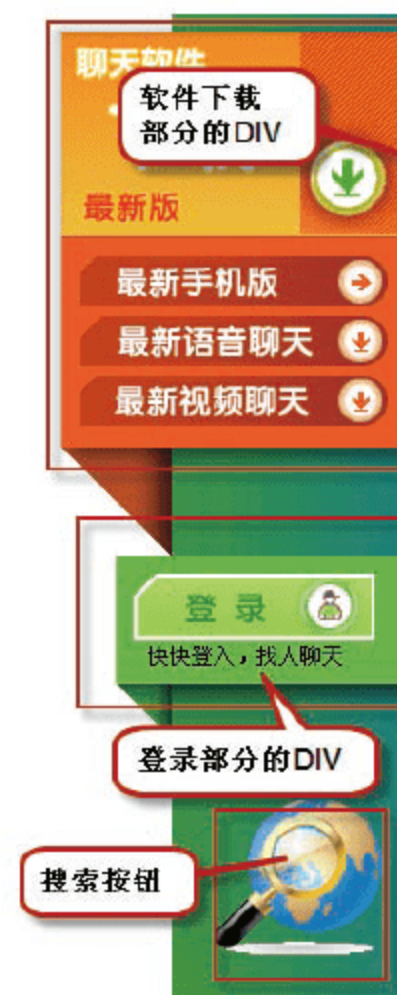 聊天软件
软件下载
部分的DIV
最新版
最新手机版
最新语音聊天
最新视频聊天
登录
快快登入，找人聊天
登录部分的DIV
搜索按钮